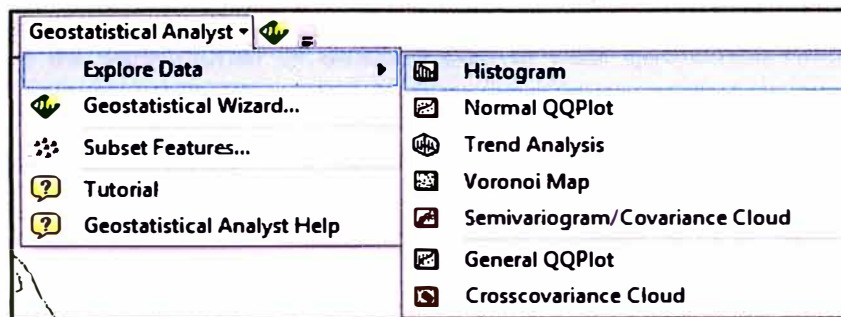 Geostatistical Analyst
Explore Data
Geostatistical Wizard...
Subset Features...
Tutorial
Geostatistical Analyst Help
Histogram
Normal QQPlot
Trend Analysis
Voronoi Map
Semivariogram/Covariance Cloud
General QQPlot
Crosscovariance Cloud